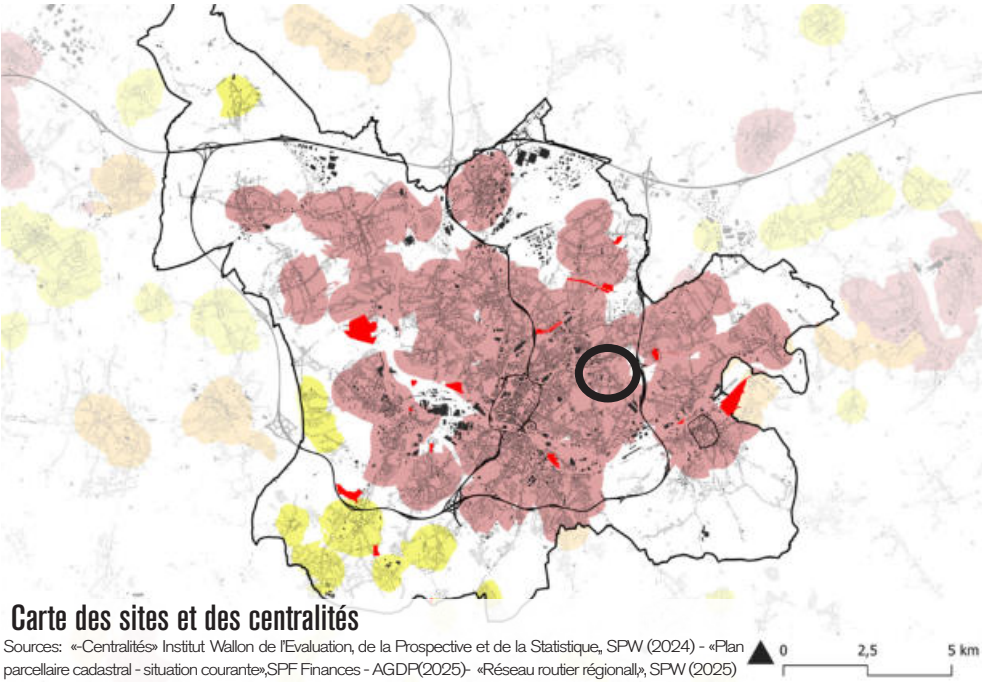 Carte des sites et des centralités
Sources: «-Centralités» Institut Wallon de l'Evaluation, de la Prospective et de la Statistique,, SPW (2024) - «Plan
parcellaire cadastral - situation courante»,SPF Finances - AGDP(2025)- «Réseau routier régional,», SPW (2025)
0 2,5 5 km